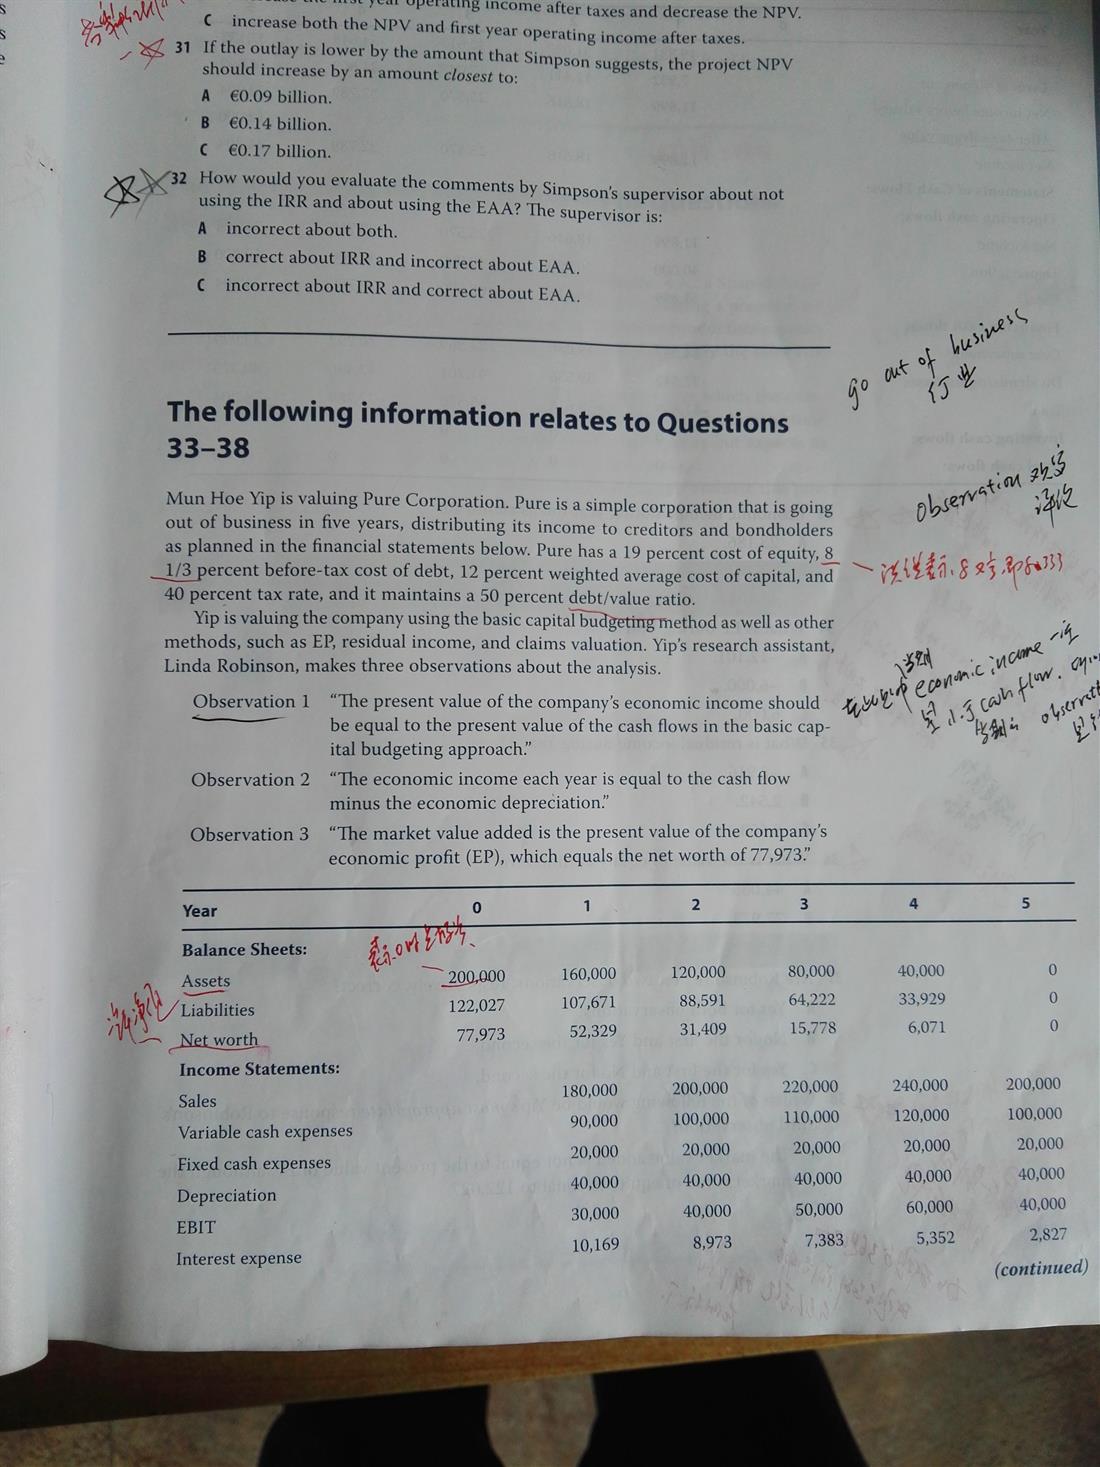 operating income after taxes and decrease the NPV.
C increase both the NPV and first year operating income after taxes.
31 If the outlay is lower by the amount that Simpson suggests, the project NPV
should increase by an amount closest to:
A €0.09 billion.
B €0.14 billion.
C €0.17 billion.
32 How would you evaluate the comments by Simpson's supervisor about not
using the IRR and about using the EAA? The supervisor is:
A incorrect about both.
B correct about IRR and incorrect about EAA.
C incorrect about IRR and correct about EAA.
go out of business
行业
The following information relates to Questions
33–38
Mun Hoe Yip is valuing Pure Corporation. Pure is a simple corporation that is going
out of business in five years, distributing its income to creditors and bondholders
as planned in the financial statements below. Pure has a 19 percent cost of equity, 8
1/3 percent before-tax cost of debt, 12 percent weighted average cost of capital, and
40 percent tax rate, and it maintains a 50 percent debt/value ratio.
observation
Yip is valuing the company using the basic capital budgeting method as well as other
methods, such as EP, residual income, and claims valuation. Yip's research assistant,
Linda Robinson, makes three observations about the analysis.
economic income
cash flow.
Observation 1 "The present value of the company's economic income should
be equal to the present value of the cash flows in the basic cap-
ital budgeting approach."
Observation 2 "The economic income each year is equal to the cash flow
minus the economic depreciation."
Observation 3 "The market value added is the present value of the company's
economic profit (EP), which equals the net worth of 77,973."
Year 0 1 2 3 4 5
Balance Sheets:
Assets 200,000 160,000 120,000 80,000 40,000 0
Liabilities 122,027 107,671 88,591 64,222 33,929 0
Net worth 77,973 52,329 31,409 15,778 6,071 0
Income Statements:
Sales 180,000 200,000 220,000 240,000 200,000
Variable cash expenses 90,000 100,000 110,000 120,000 100,000
Fixed cash expenses 20,000 20,000 20,000 20,000 20,000
Depreciation 40,000 40,000 40,000 40,000 40,000
EBIT 30,000 40,000 50,000 60,000 40,000
Interest expense 10,169 8,973 7,383 5,352 2,827
(continued)